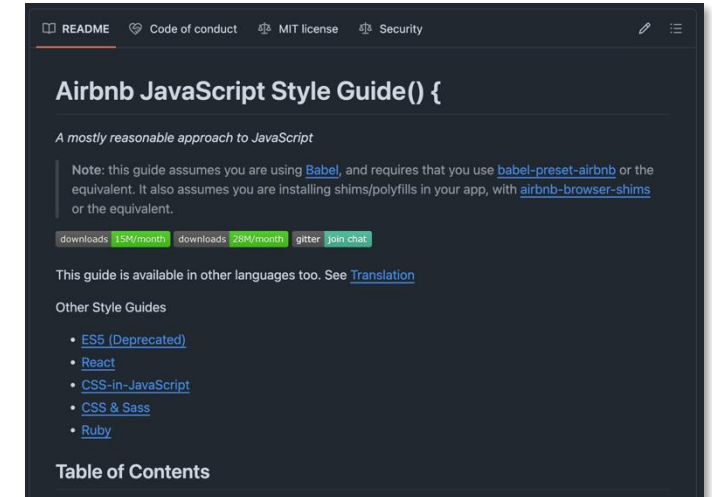 README Code of conduct MIT license Security
Airbnb JavaScript Style Guide() {
A mostly reasonable approach to JavaScript
Note: this guide assumes you are using Babel, and requires that you use babel-preset-airbnb or the
equivalent. It also assumes you are installing shims/polyfills in your app, with airbnb-browser-shims
or the equivalent.
downloads 15M/month downloads 28M/month gitter join chat
This guide is available in other languages too. See Translation
Other Style Guides
• ES5 (Deprecated)
• React
• CSS-in-JavaScript
• CSS & Sass
• Ruby
Table of Contents